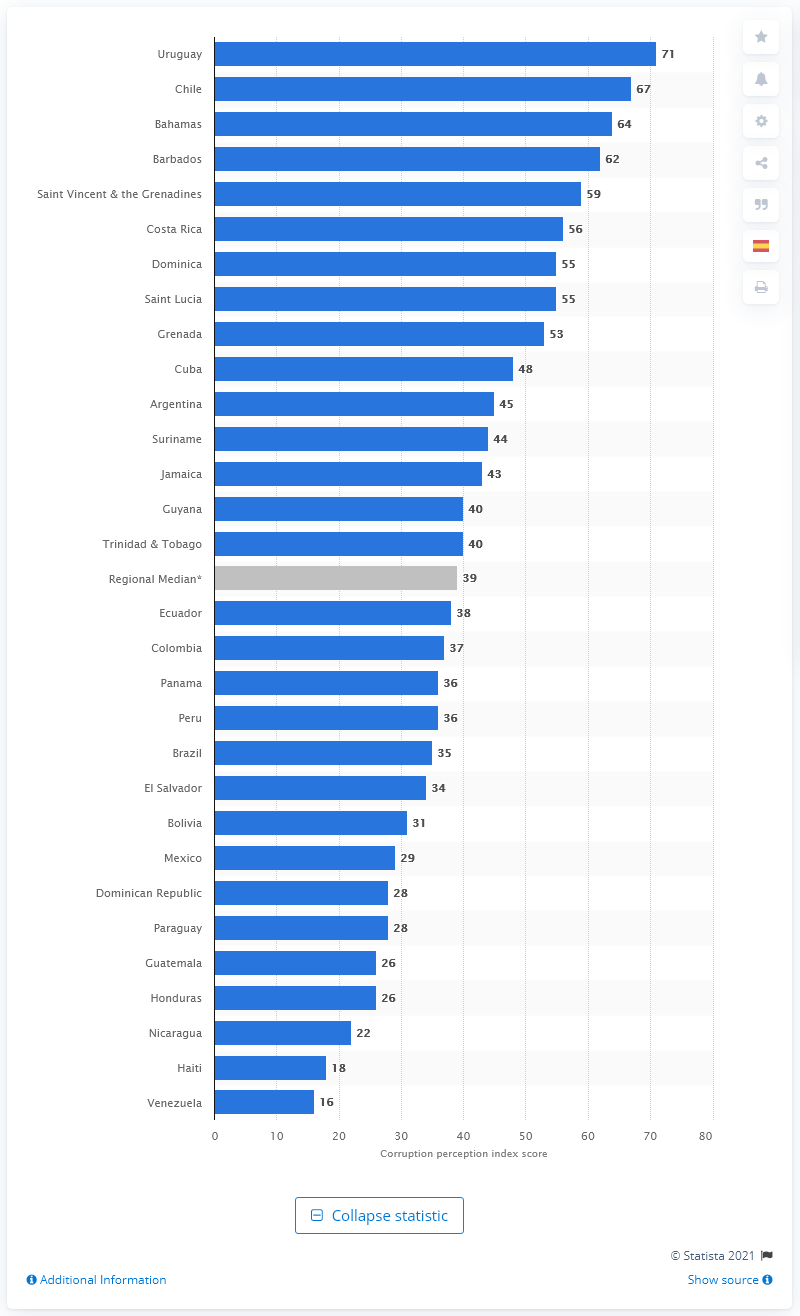 Uruguay 71
Chile 67
Bahamas 64
Barbados 62
Saint Vincent & the Grenadines 59
Costa Rica 56
Dominica 55
Saint Lucia 55
Grenada 53
Cuba 48
Argentina 45
Suriname 44
Jamaica 43
Guyana 40
Trinidad & Tobago 40
Regional Median* 39
Ecuador 38
Colombia 37
Panama 36
Peru 36
Brazil 35
El Salvador 34
Bolivia 31
Mexico 29
Dominican Republic 28
Paraguay 28
Guatemala 26
Honduras 26
Nicaragua 22
Haiti 18
Venezuela 16
0 10 20 30 40 50 60 70 80
Corruption perception index score
Collapse statistic
© Statista 2021
Additional Information Show source